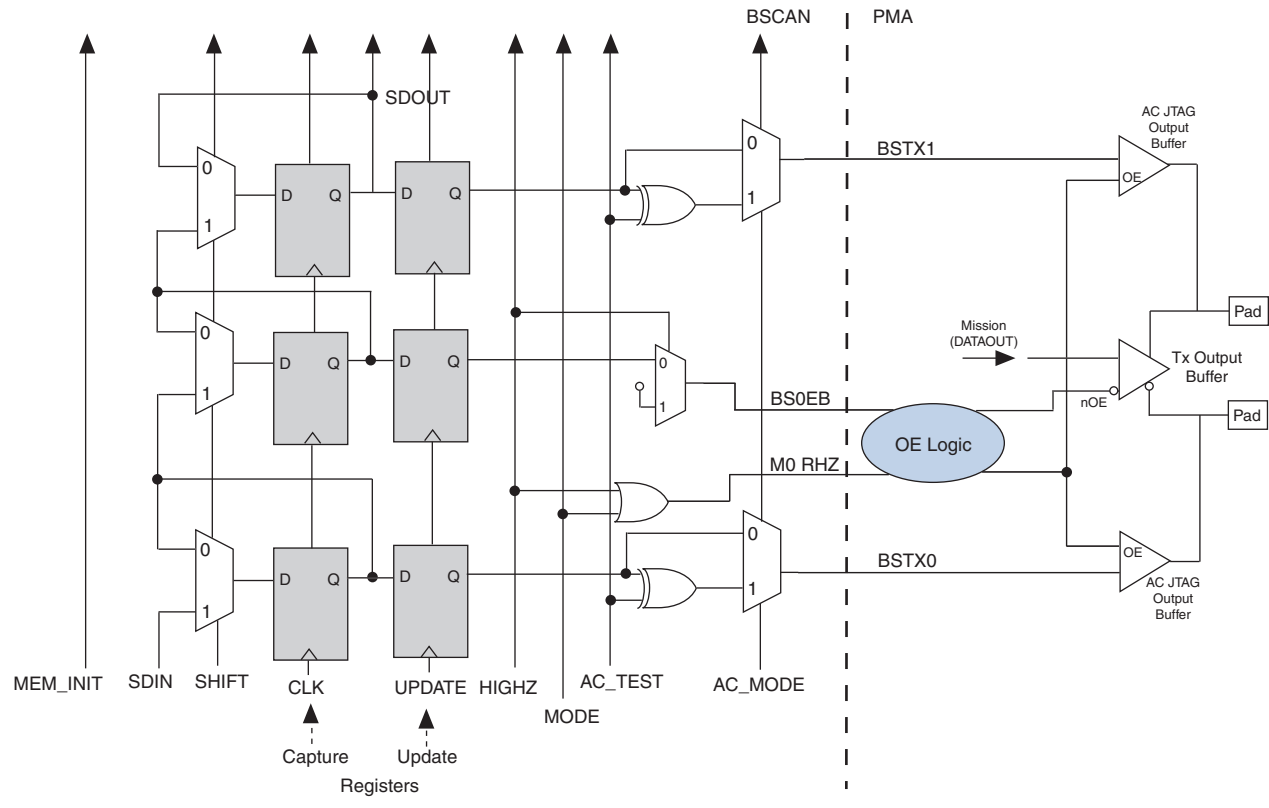 BSCAN
PMA
SDOUT
0
1
D
Q
D
Q
0
1
BSTX1
AC JTAG
Output
Buffer
OE
Pad
0
1
D
Q
D
Q
0
1
BS0EB
Mission
(DATAOUT)
nOE
Tx Output
Buffer
Pad
OE Logic
M0 RHZ
0
1
D
Q
D
Q
0
1
BSTX0
OE
AC JTAG
Output
Buffer
MEM_INIT
SDIN
SHIFT
CLK
UPDATE
HIGHZ
MODE
AC_TEST
AC_MODE
Capture
Update
Registers